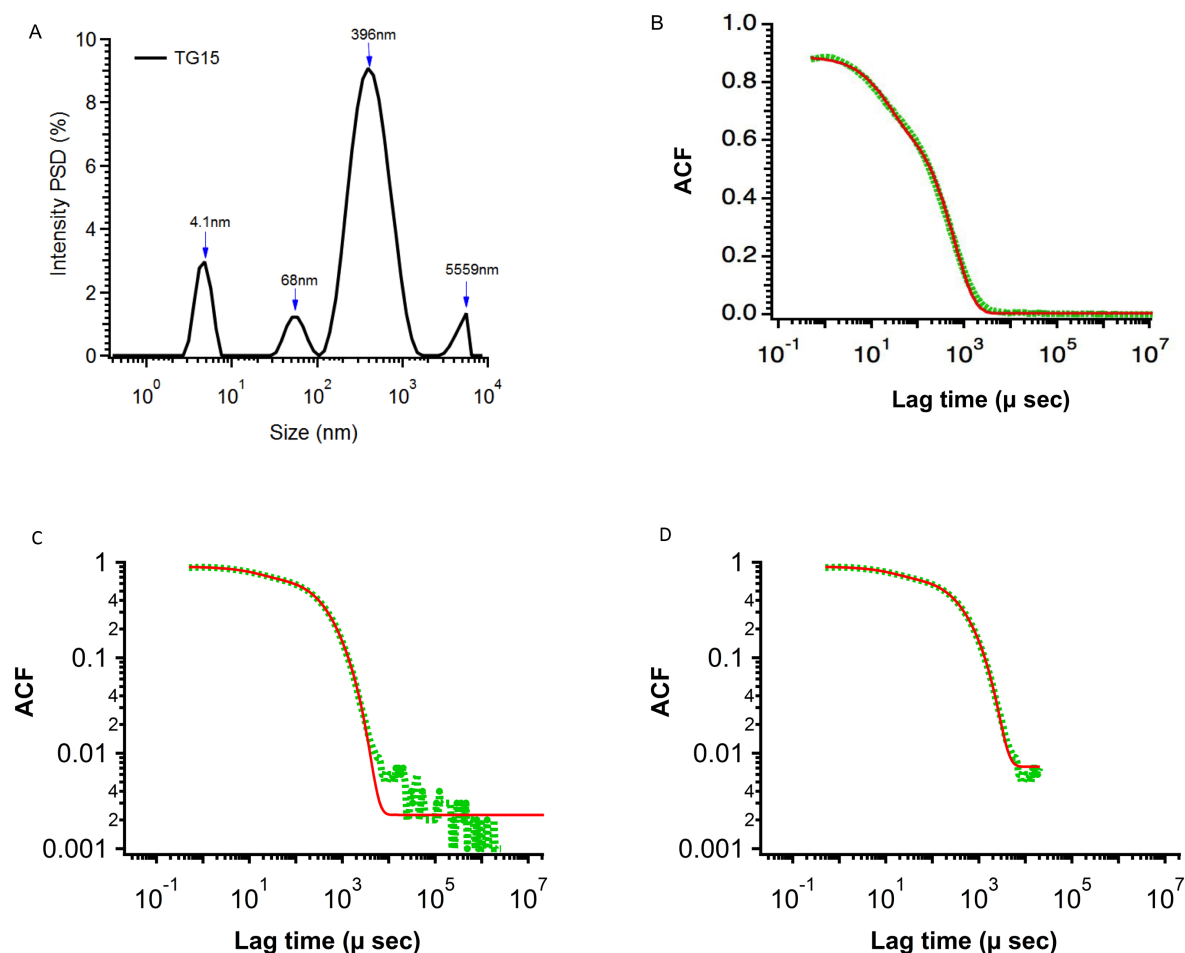 A
TG15
4.1nm
68nm
396nm
5559nm
10
8
6
4
2
0
Intensity PSD (%)
10^0 10^1 10^2 10^3 10^4
Size (nm)
B
1.0
0.8
0.6
0.4
0.2
0.0
ACF
10^-1 10^1 10^3 10^5 10^7
Lag time (µ sec)
C
1
4
2
0.1
4
2
0.01
4
2
0.001
ACF
10^-1 10^1 10^3 10^5 10^7
Lag time (µ sec)
D
1
4
2
0.1
4
2
0.01
4
2
0.001
ACF
10^-1 10^1 10^3 10^5 10^7
Lag time (µ sec)